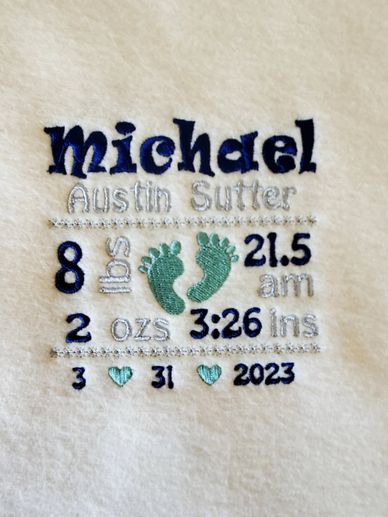 Michael
Austin Sutter
8 lbs 21.5
am
2 ozs 3:26 ins
3 31 2023